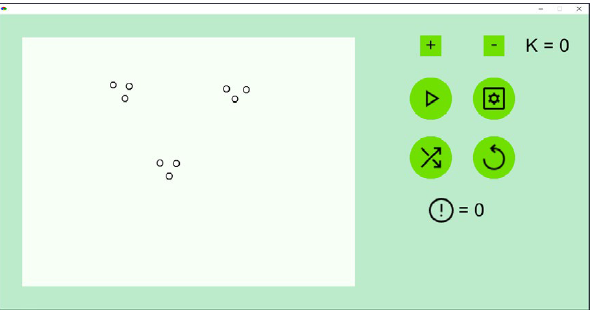 + - K = 0
! = 0